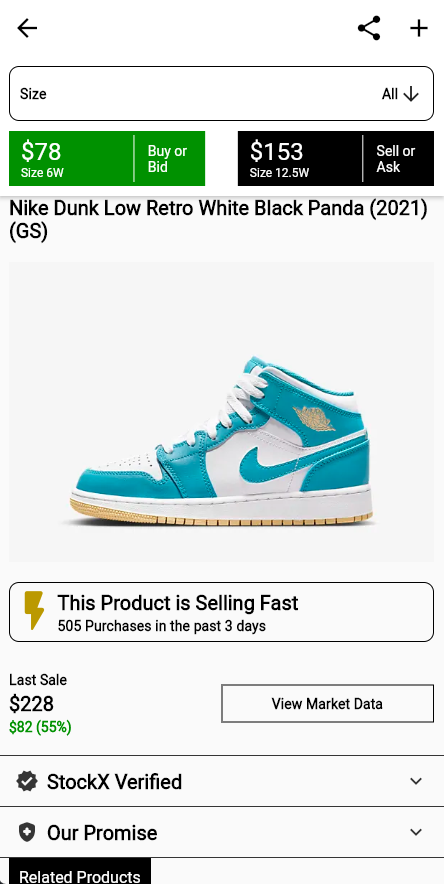 Size
All
$78
Size 6W
Buy or
Bid
$153
Size 12.5W
Sell or
Ask
Nike Dunk Low Retro White Black Panda (2021)
(GS)
This Product is Selling Fast
505 Purchases in the past 3 days
Last Sale
$228
$82 (55%)
View Market Data
StockX Verified
Our Promise
Related Products